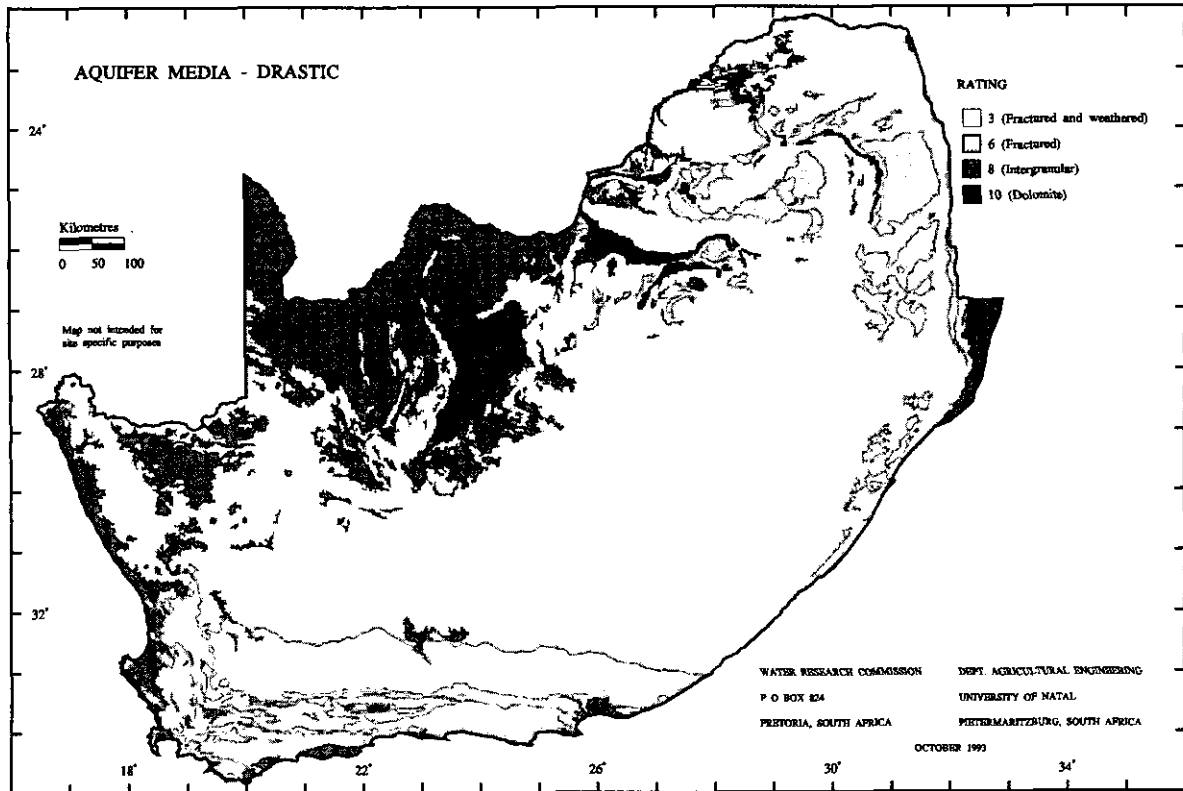 AQUIFER MEDIA - DRASTIC
RATING
3 (Fractured and weathered)
6 (Fractured)
8 (Intergranular)
10 (Dolomite)
24°
Kilometres
0 50 100
Map not intended for
site specific purposes
28°
32°
WATER RESEARCH COMMISSION
P O BOX 824
PRETORIA, SOUTH AFRICA
DEPT. AGRICULTURAL ENGINEERING
UNIVERSITY OF NATAL
PIETERMARITZBURG, SOUTH AFRICA
OCTOBER 1993
18° 22° 26° 30° 34°